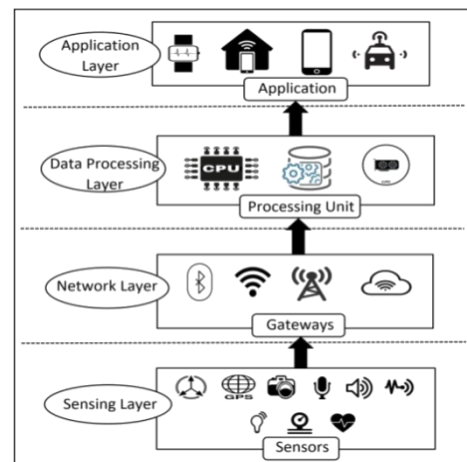 Application
Layer
Application
Data Processing
Layer
CPU
Processing Unit
Network Layer
Gateways
Sensing Layer
GPS
Sensors